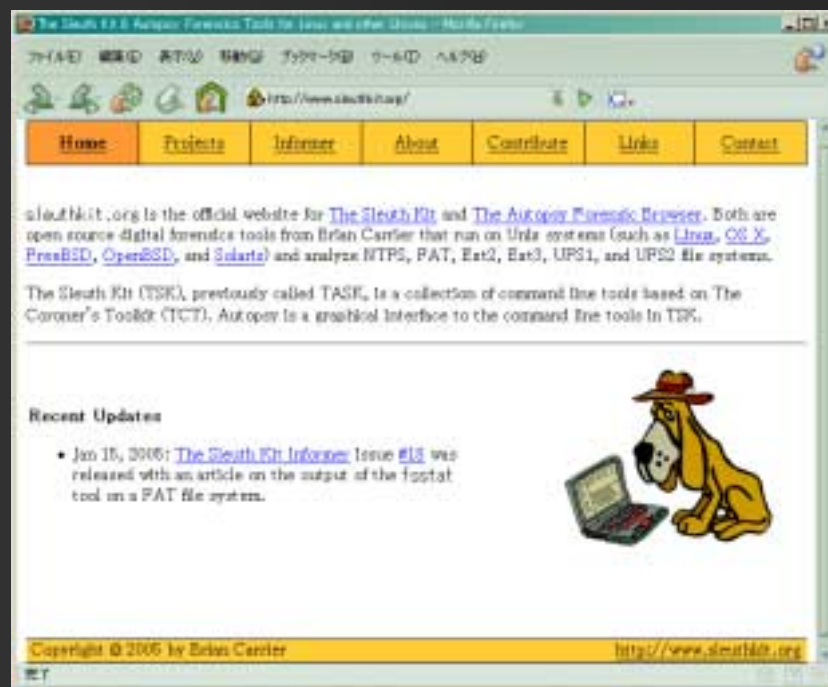 The Sleuth Kit & Autopsy: Forensics Tools for Linux and other Unixes - Mozilla Firefox
ファイル(F) 編集(E) 表示(V) 移動(G) ブックマーク(B) ツール(T) ヘルプ(H)
http://www.sleuthkit.org/
Home Projects Informer About Contribute Links Contact
sleuthkit.org is the official website for The Sleuth Kit and The Autopsy Forensic Browser. Both are
open source digital forensics tools from Brian Carrier that run on Unix systems (such as Linux, OS X,
FreeBSD, OpenBSD, and Solaris) and analyze NTFS, FAT, Ext2, Ext3, UFS1, and UFS2 file systems.
The Sleuth Kit (TSK), previously called TASK, is a collection of command line tools based on The
Coroner's Toolkit (TCT). Autopsy is a graphical interface to the command line tools in TSK.
Recent Updates
• Jan 15, 2005: The Sleuth Kit Informer Issue #18 was
released with an article on the output of the fsstat
tool on a FAT file system.
Copyright © 2005 by Brian Carrier http://www.sleuthkit.org
完了